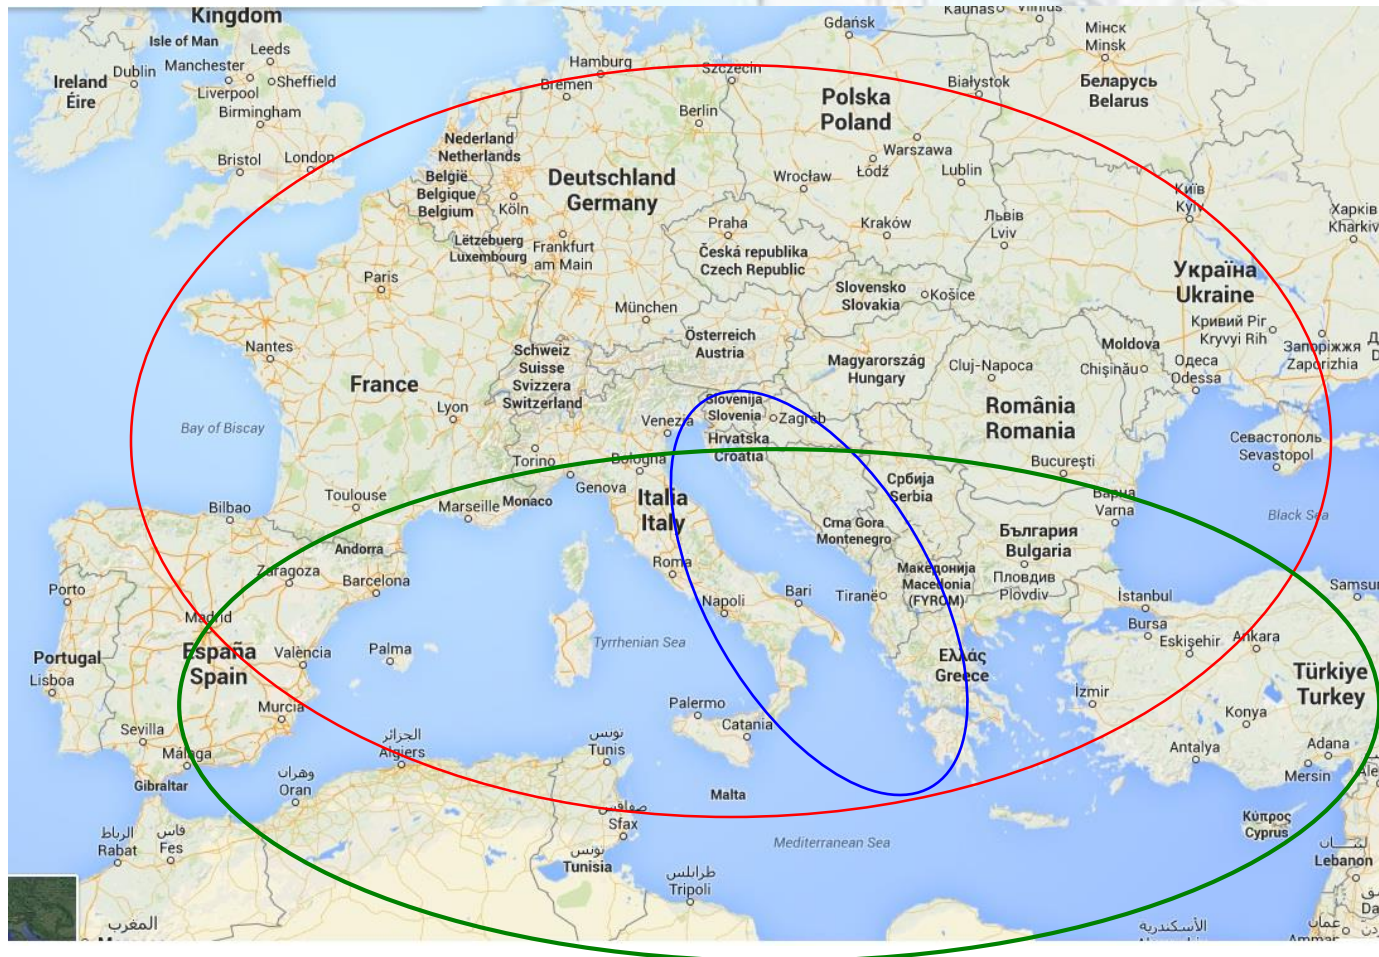 Kingdom
Kaunas
Vilnius
Gdańsk
Мінск
Minsk
Isle of Man
Leeds
Hamburg
Szczecin
Ireland
Éire
Dublin
Manchester
Sheffield
Liverpool
Bremen
Białystok
Беларусь
Belarus
Birmingham
Berlin
Polska
Poland
Nederland
Netherlands
Warszawa
Bristol
London
België
Belgique
Belgium
Deutschland
Germany
Wrocław
Łódź
Lublin
Köln
Київ
Kyiv
Харків
Kharkiv
Praha
Kraków
Львів
Lviv
Lëtzebuerg
Luxembourg
Frankfurt
am Main
Česká republika
Czech Republic
Paris
Україна
Ukraine
Slovensko
Slovakia
Košice
München
Кривий Ріг
Kryvyi Rih
Nantes
Österreich
Austria
Moldova
Запоріжжя
Zaporizhia
Schweiz
Suisse
Svizzera
Switzerland
Magyarország
Hungary
Cluj-Napoca
Chișinău
Одеса
Odessa
France
Lyon
Slovenija
Slovenia
Zagreb
România
Romania
Bay of Biscay
Venezia
Hrvatska
Croatia
Севастополь
Sevastopol
Torino
Bologna
București
Genova
Србија
Serbia
Toulouse
Marseille
Monaco
Italia
Italy
Варна
Varna
Bilbao
Black Sea
Crna Gora
Montenegro
България
Bulgaria
Andorra
Roma
Македонија
Macedonia
(FYROM)
Пловдив
Plovdiv
Zaragoza
Barcelona
Porto
Napoli
Bari
Tiranë
İstanbul
Samsun
Madrid
Bursa
Ankara
Eskişehir
Portugal
España
Spain
València
Palma
Tyrrhenian Sea
Ελλάς
Greece
Lisboa
Türkiye
Turkey
İzmir
Murcia
Palermo
Konya
Sevilla
Catania
الجزائر
Algiers
تونس
Tunis
Málaga
Antalya
Adana
Mersin
Gibraltar
وهران
Oran
Malta
صفاقس
Sfax
Κύπρος
Cyprus
الرباط
Rabat
فاس
Fes
Mediterranean Sea
تونس
Tunisia
لبنان
Lebanon
طرابلس
Tripoli
المغرب
الأسكندرية
عمان